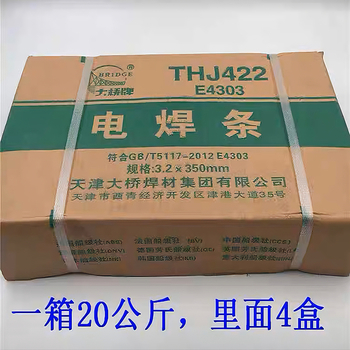 BRIDGE
大桥牌
THJ422
E4303
电焊条
符合GB/T5117-2012 E4303
规格:3.2×350mm
天津大桥焊材集团有限公司
天津市西青经济开发区津港大道35号
一箱20公斤，里面4盒